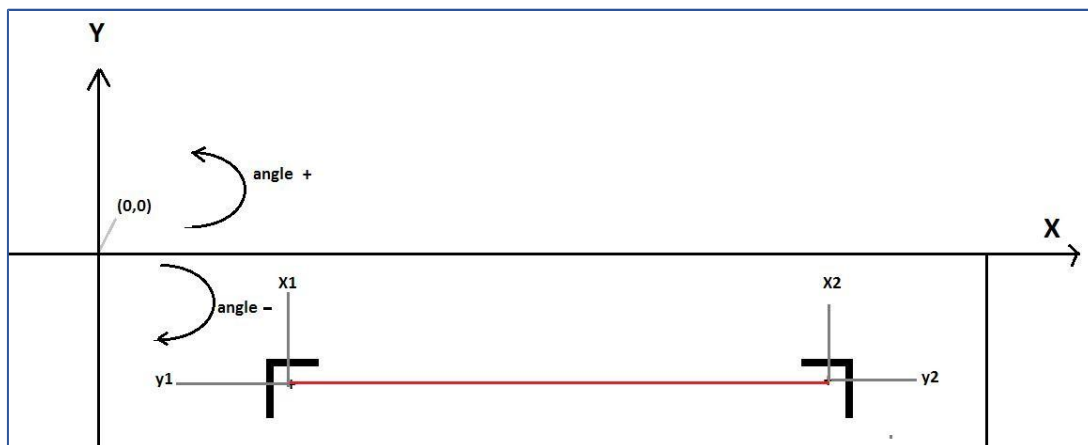 Y
angle +
(0,0)
X
X1
X2
angle –
y1
y2